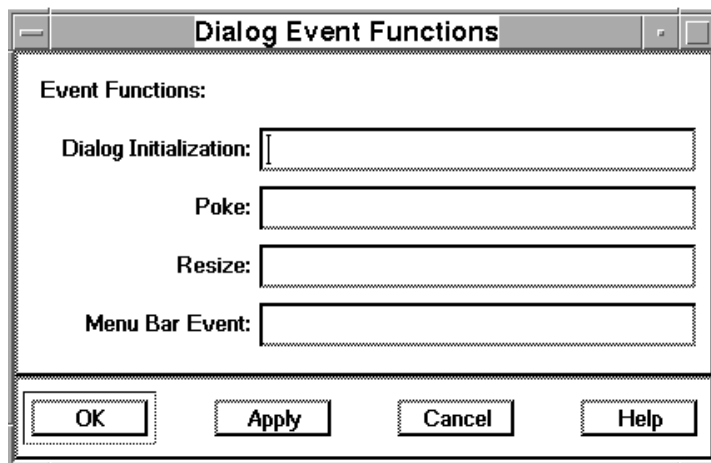 Dialog Event Functions
Event Functions:
Dialog Initialization:
Poke:
Resize:
Menu Bar Event:
OK Apply Cancel Help